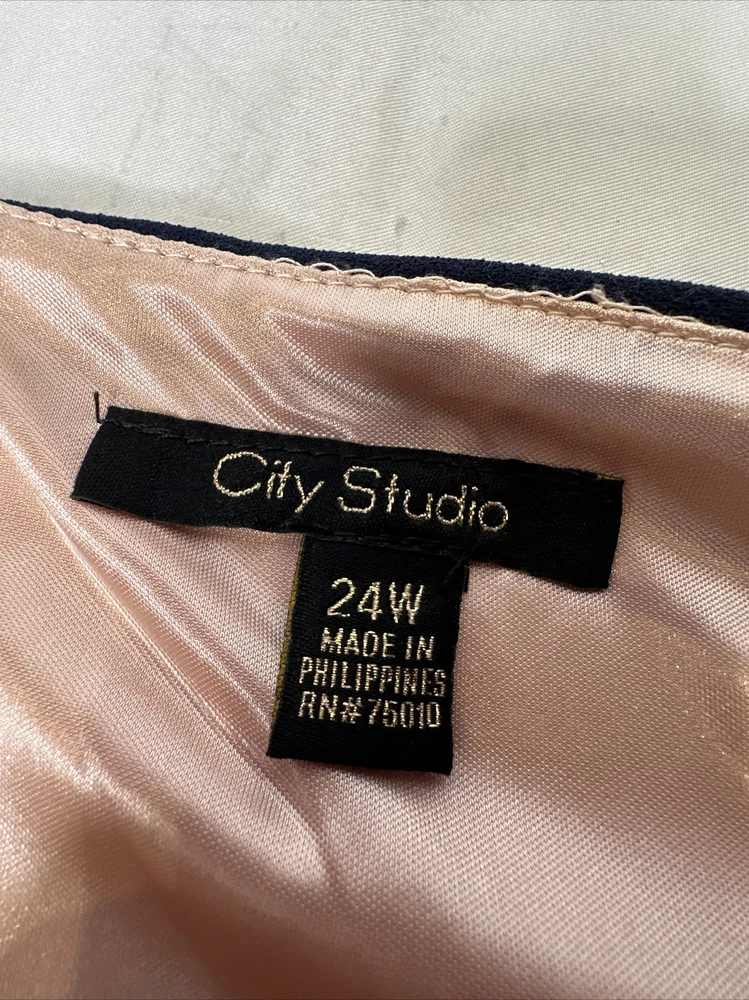 City Studio
24W
MADE IN
PHILIPPINES
RN#75010